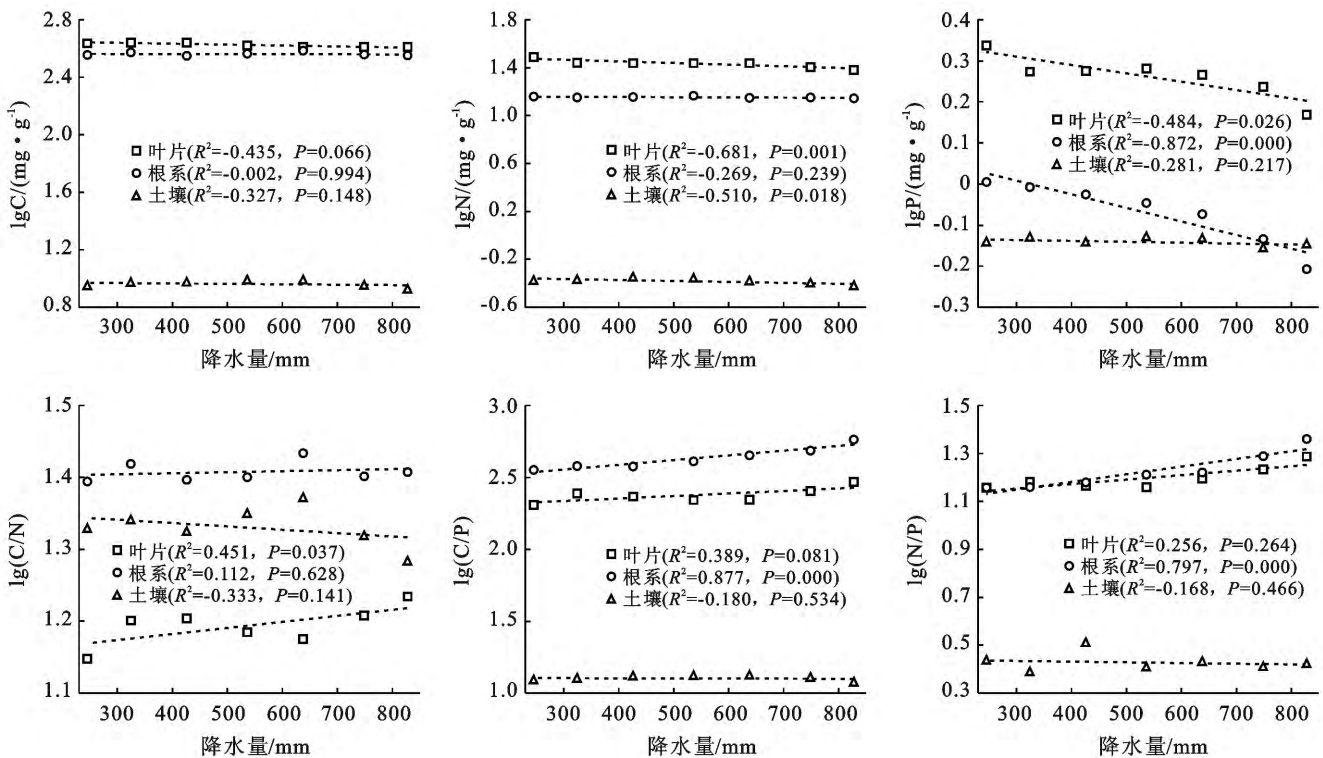 2.8
2.6
2.0
1.6
1.2
0.8
lgC/(mg·g⁻¹)
叶片(R²=-0.435, P=0.066)
根系(R²=-0.002, P=0.994)
土壤(R²=-0.327, P=0.148)
300 400 500 600 700 800
降水量/mm
1.8
1.4
1.0
0.6
0.2
-0.2
-0.6
lgN/(mg·g⁻¹)
叶片(R²=-0.681, P=0.001)
根系(R²=-0.269, P=0.239)
土壤(R²=-0.510, P=0.018)
300 400 500 600 700 800
降水量/mm
0.4
0.3
0.2
0.1
0
-0.1
-0.2
-0.3
lgP/(mg·g⁻¹)
叶片(R²=-0.484, P=0.026)
根系(R²=-0.872, P=0.000)
土壤(R²=-0.281, P=0.217)
300 400 500 600 700 800
降水量/mm
1.5
1.4
1.3
1.2
1.1
lg(C/N)
叶片(R²=0.451, P=0.037)
根系(R²=0.112, P=0.628)
土壤(R²=-0.333, P=0.141)
300 400 500 600 700 800
降水量/mm
3.0
2.5
2.0
1.5
1.0
lg(C/P)
叶片(R²=0.389, P=0.081)
根系(R²=0.877, P=0.000)
土壤(R²=-0.180, P=0.534)
300 400 500 600 700 800
降水量/mm
1.5
1.3
1.1
0.9
0.7
0.5
0.3
lg(N/P)
叶片(R²=0.256, P=0.264)
根系(R²=0.797, P=0.000)
土壤(R²=-0.168, P=0.466)
300 400 500 600 700 800
降水量/mm